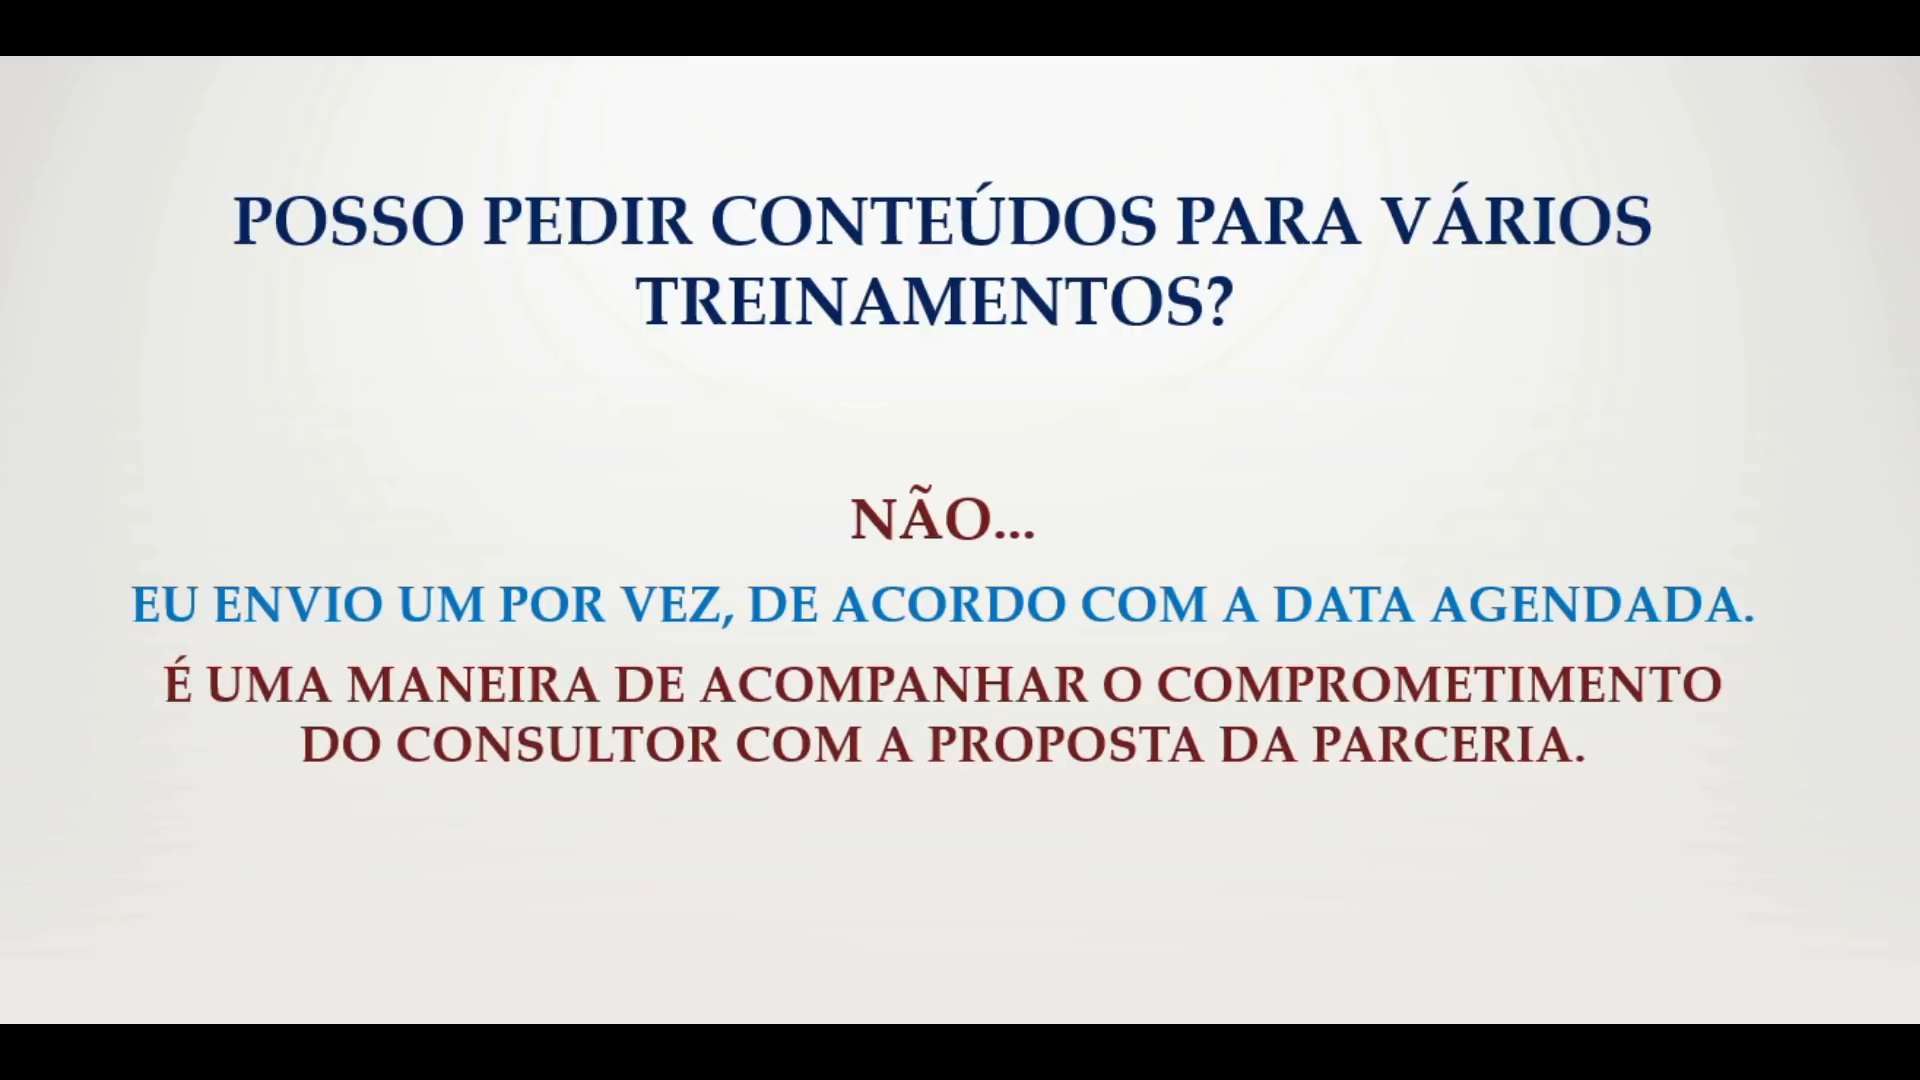 POSSO PEDIR CONTEÚDOS PARA VÁRIOS
TREINAMENTOS?
NÃO...
EU ENVIO UM POR VEZ, DE ACORDO COM A DATA AGENDADA.
É UMA MANEIRA DE ACOMPANHAR O COMPROMETIMENTO
DO CONSULTOR COM A PROPOSTA DA PARCERIA.